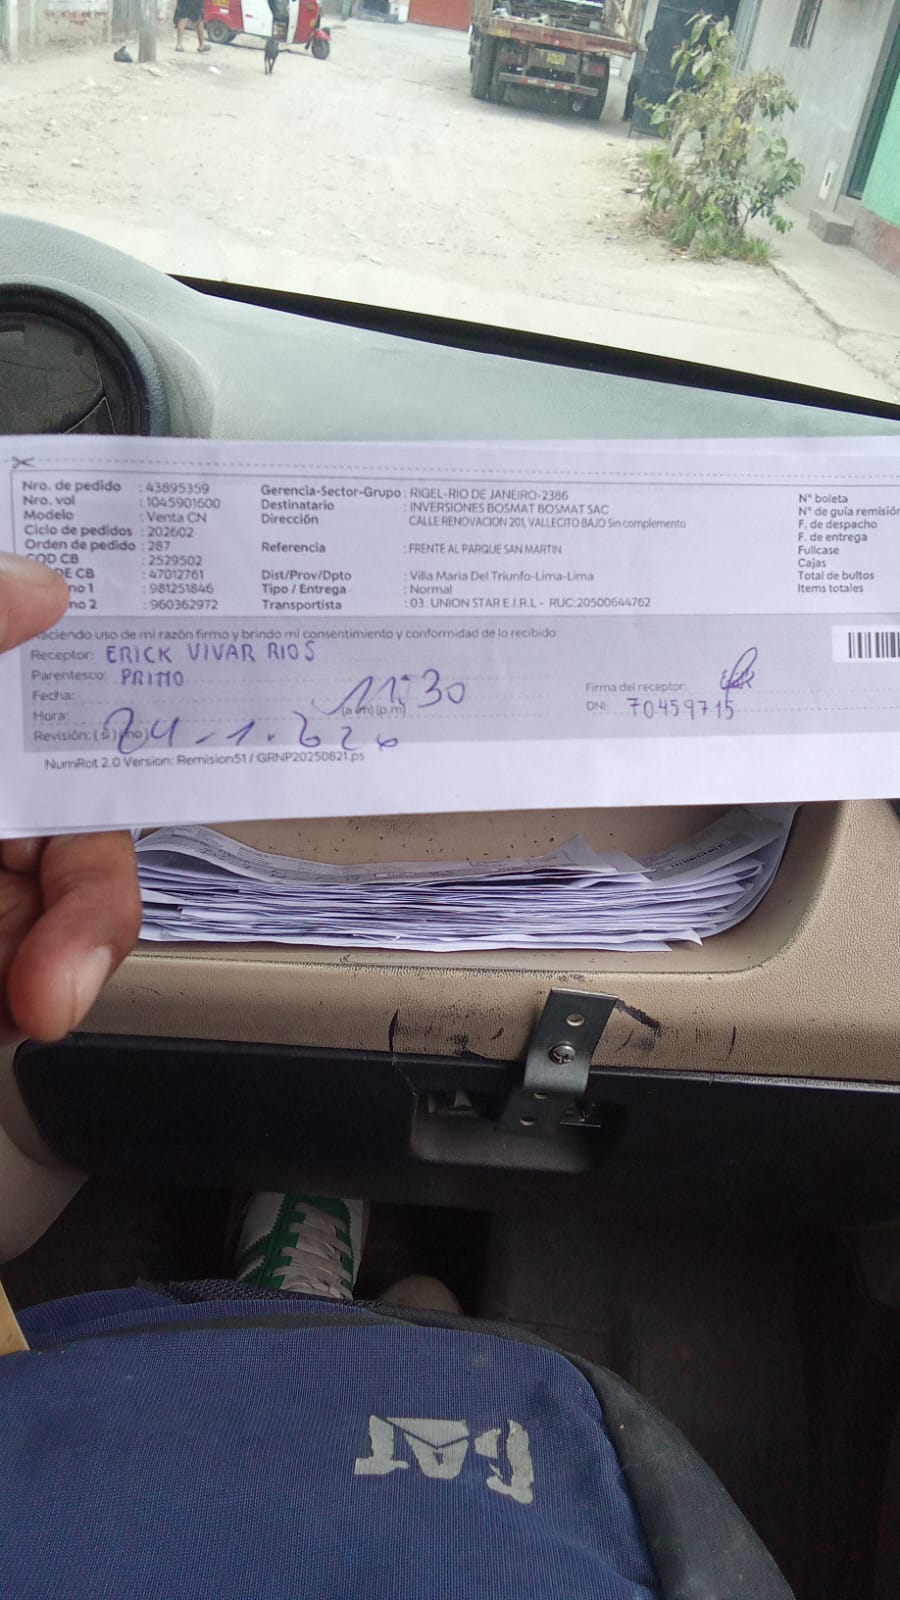 Nro. de pedido : 43895359
Nro. vol : 1045901600
Modelo : Venta CN
Ciclo de pedidos : 202602
Orden de pedido : 287
COD CB : 2529502
DE CB : 47012761
no 1 : 981251846
no 2 : 960362972
Gerencia-Sector-Grupo : RIGEL-RIO DE JANEIRO-2386
Destinatario : INVERSIONES BOSMAT BOSMAT SAC
Dirección CALLE RENOVACION 201, VALLECITO BAJO Sin complemento
Referencia : FRENTE AL PARQUE SAN MARTIN
Dist/Prov/Dpto : Villa Maria Del Triunfo-Lima-Lima
Tipo / Entrega : Normal
Transportista : 03. UNION STAR E.I.R.L - RUC:20500644762
N° boleta
N° de guía remisión
F. de despacho
F. de entrega
Fullcase
Cajas
Total de bultos
Items totales
Haciendo uso de mi razón firmo y brindo mi consentimiento y conformidad de lo recibido:
Receptor: ERICK VIVAR RIOS
Parentesco: PRIMO
Fecha: 11:30
Hora: (a.m) (p.m)
Revisión: ( si ) ( no ) 24-1.2026
Firma del receptor:
DNI: 70459715
NumRot 2.0 Version: Remision51 / GRNP20250821.ps
CAT